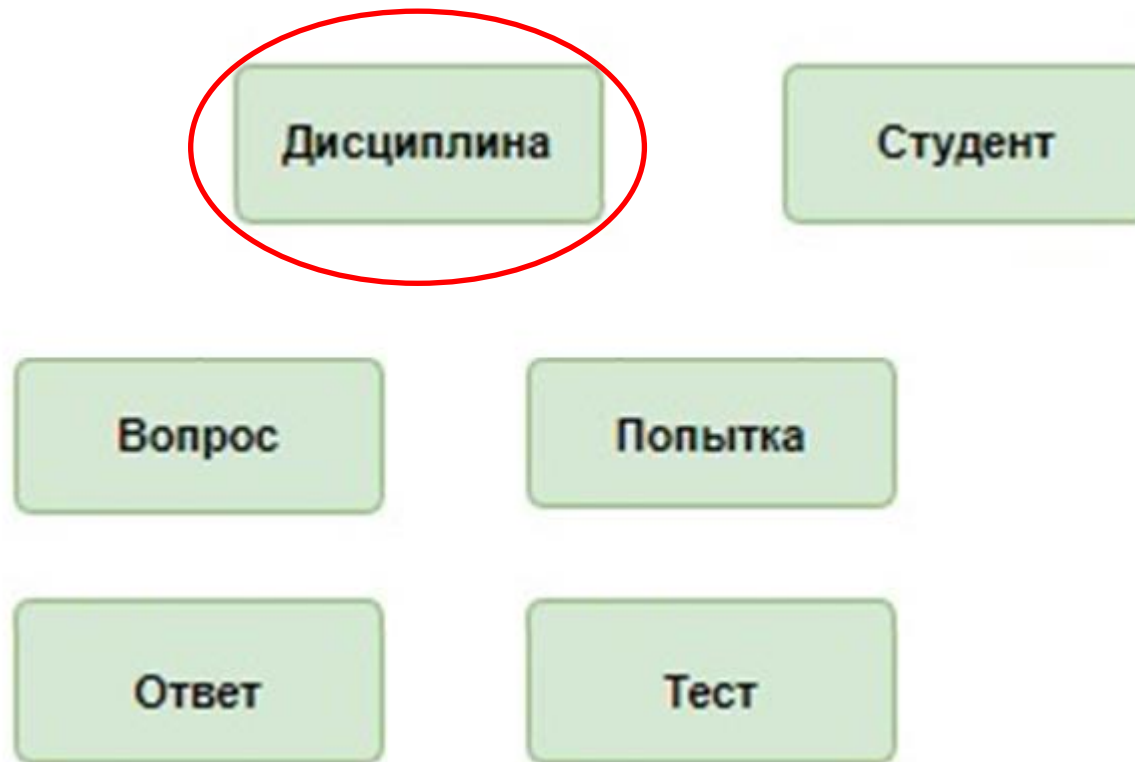 Дисциплина
Студент
Вопрос
Попытка
Ответ
Тест